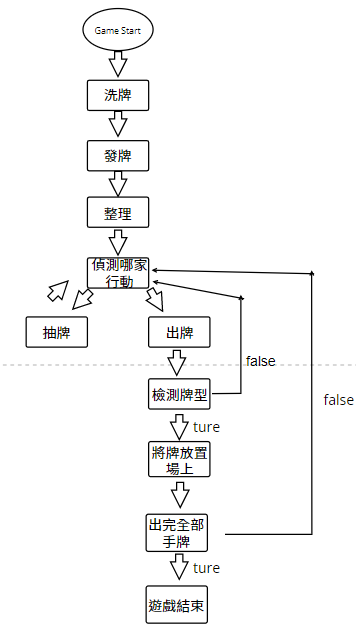 Game Start
洗牌
發牌
整理
偵測哪家
行動
抽牌
出牌
false
檢測牌型
false
ture
將牌放置
場上
出完全部
手牌
ture
遊戲結束